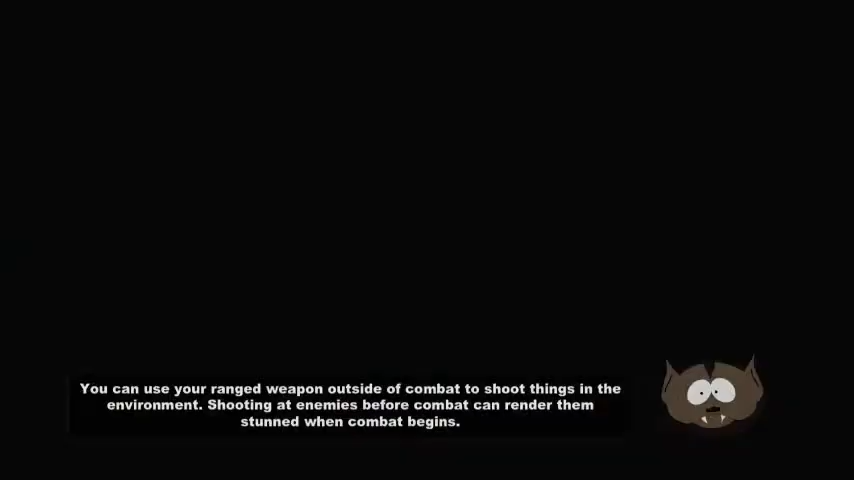 You can use your ranged weapon outside of combat to shoot things in the
environment. Shooting at enemies before combat can render them
stunned when combat begins.